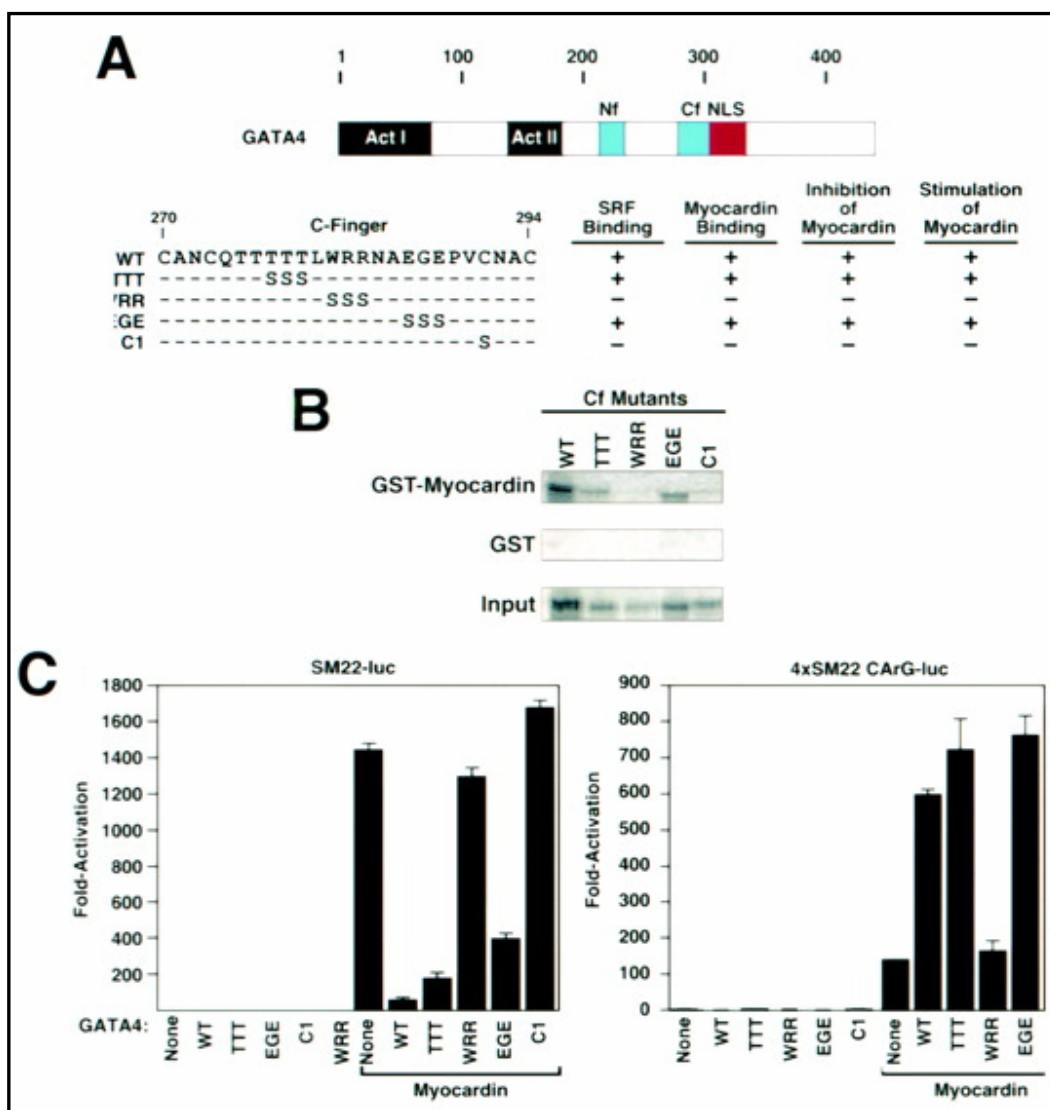 A
1 100 200 300 400
Nf Cf NLS
GATA4 Act I Act II
270 C-Finger 294
SRF Binding
Myocardin Binding
Inhibition of Myocardin
Stimulation of Myocardin
WT CANCQTTTTTTLWRRNAEGEPVCNAC + + + +
TTT ------SSS-------------- + + + +
WRR ---------SSS------------- - - - -
EGE -------------SSS-------- + + + +
C1 ------------------S--- - - - -
B
Cf Mutants
WT TTT WRR EGE C1
GST-Myocardin
GST
Input
C
SM22-luc
1800
1600
1400
1200
1000
800
600
400
200
Fold-Activation
GATA4: None WT TTT EGE C1 WRR None WT TTT WRR EGE C1
Myocardin
4xSM22 CArG-luc
900
800
700
600
500
400
300
200
100
0
Fold-Activation
None WT TTT WRR EGE C1 None WT TTT WRR EGE
Myocardin